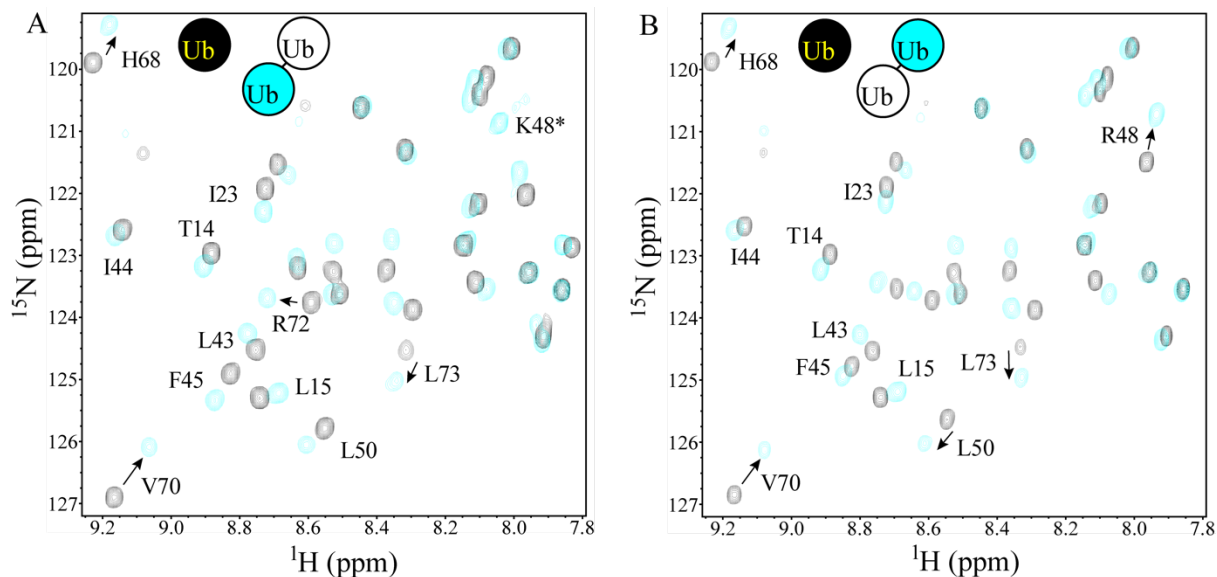 A
Ub
Ub
Ub
H68
K48*
I23
T14
I44
R72
L43
F45
L15
L73
L50
V70
120
121
122
123
124
125
126
127
¹⁵N (ppm)
9.2 9.0 8.8 8.6 8.4 8.2 8.0 7.8
¹H (ppm)
B
Ub
Ub
Ub
H68
R48
I23
T14
I44
L43
F45
L15
L73
L50
V70
120
121
122
123
124
125
126
127
¹⁵N (ppm)
9.2 9.0 8.8 8.6 8.4 8.2 8.0 7.8
¹H (ppm)